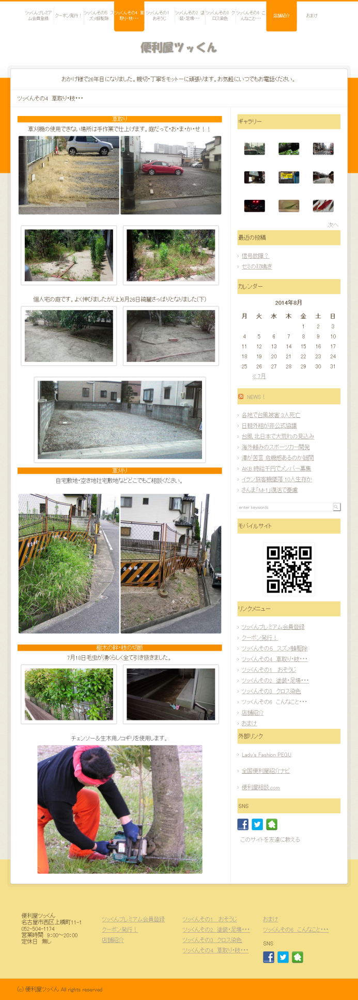 ツッくんプレミアム会員登録
クーポン発行！
ツッくんその5 スズメ蜂駆除
ツッくんその4 草取り・枝・・・
ツッくんその1 おそうじ
ツッくんその2 塗装・足場・・・
ツッくんその3 クロス染色
ツッくんその6 こんなこと・・・
店舗紹介
おまけ
便利屋ツッくん
おかげ様で26年目になりました。親切・丁寧をモットーに頑張ります。お気軽にいつでもお電話ください。
ツッくんその4 草取り・枝・・・
草取り
草刈機の使用できない場所は手作業で仕上げます。庭だって・お・ま・か・せ！！
個人宅の庭です。よく伸びましたが(上)6月26日綺麗さっぱりとなりました(下)
草刈り
自宅敷地・空き地社宅敷地などどこでもご相談ください。
樹木の幹・枝の切断
7月18日毛虫が湧くらしく全て引き抜きました。
チェンソー＆生木用ノコギリを使用します。
ギャラリー
次へ
最近の投稿
信号故障？
セミの初鳴き
カレンダー
2014年8月
月 火 水 木 金 土 日
1 2 3
4 5 6 7 8 9 10
11 12 13 14 15 16 17
18 19 20 21 22 23 24
25 26 27 28 29 30 31
« 7月
NEWS！
各地で台風被害 3人死亡
日朝外相が非公式協議
台風 北日本で大荒れの見込み
海外頼みのスポーツカー開発
澤が苦言 危機感あるのか疑問
AKB 時給千円でメンバー募集
イラン旅客機墜落 10人生存か
さんま「M-1」復活で憂慮
enter keywords
モバイルサイト
リンクメニュー
ツッくんプレミアム会員登録
クーポン発行！
ツッくんその5 スズメ蜂駆除
ツッくんその4 草取り・枝・・・
ツッくんその1 おそうじ
ツッくんその2 塗装・足場・・・
ツッくんその3 クロス染色
ツッくんその6 こんなこと・・・
店舗紹介
おまけ
外部リンク
Lady's Fashion PEGU
全国便利屋紹介ナビ
便利屋相談.com
SNS
このサイトを友達に教える
便利屋ツッくん
名古屋市西区上橋町11-1
052-504-1174
営業時間 9:00～20:00
定休日 無し
ツッくんプレミアム会員登録
クーポン発行！
店舗紹介
ツッくんその1 おそうじ
ツッくんその2 塗装・足場・・・
ツッくんその3 クロス染色
ツッくんその4 草取り・枝・・・
おまけ
ツッくんその6 こんなこと・・・
SNS
(c) 便利屋ツッくん All rights reserved